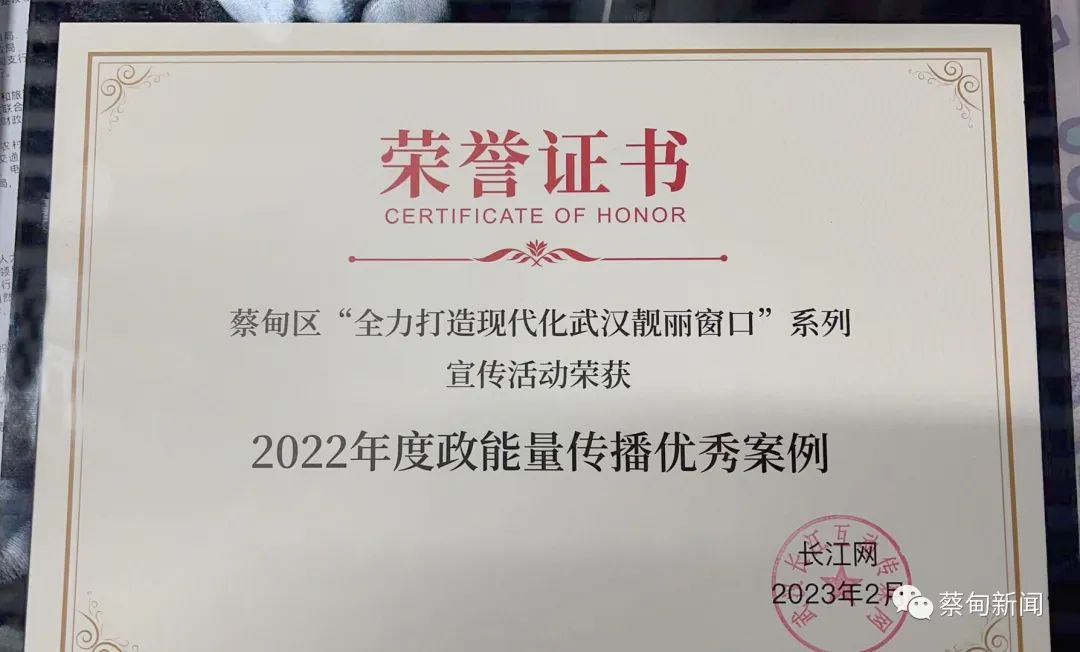 荣誉证书
CERTIFICATE OF HONOR
蔡甸区“全力打造现代化武汉靓丽窗口”系列
宣传活动荣获
2022年度政能量传播优秀案例
长江网
2023年2月
蔡甸新闻